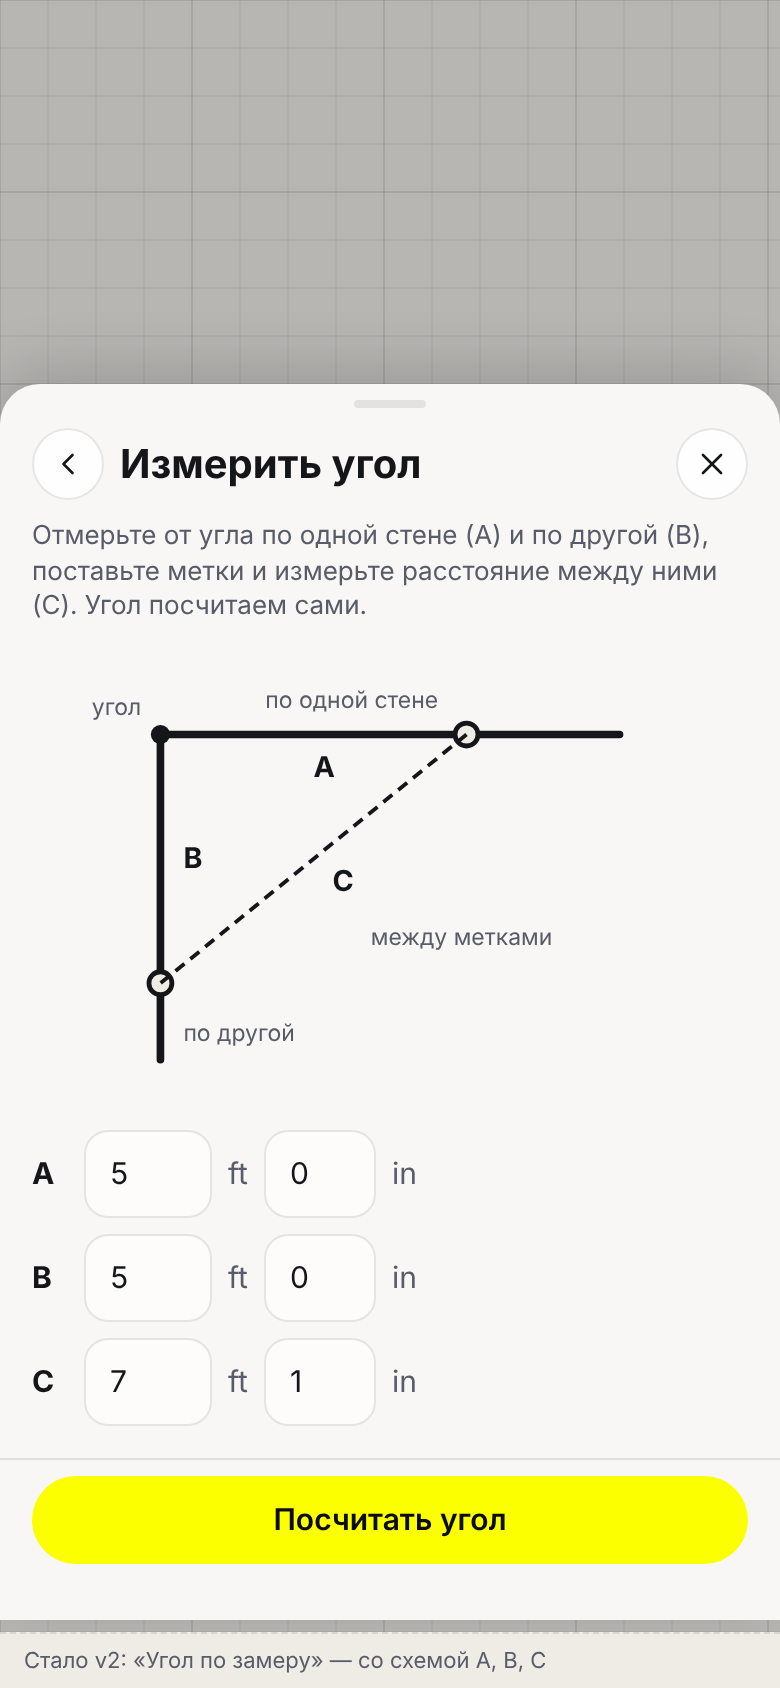 Измерить угол
Отмерьте от угла по одной стене (A) и по другой (B),
поставьте метки и измерьте расстояние между ними
(C). Угол посчитаем сами.
угол
по одной стене
A
B
C
между метками
по другой
A 5 ft 0 in
B 5 ft 0 in
C 7 ft 1 in
Посчитать угол
Стало v2: «Угол по замеру» — со схемой A, B, C